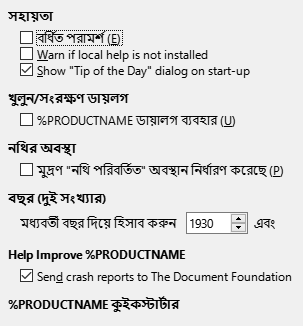 সহায়তা
বর্ধিত পরামর্শ (E)
Warn if local help is not installed
Show "Tip of the Day" dialog on start-up
খুলুন/সংরক্ষণ ডায়লগ
%PRODUCTNAME ডায়ালগ ব্যবহার (U)
নথির অবস্থা
মুদ্রণ "নথি পরিবর্তিত" অবস্থান নির্ধারণ করেছে (P)
বছর (দুই সংখ্যার)
মধ্যবর্তী বছর দিয়ে হিসাব করুন 1930 এবং
Help Improve %PRODUCTNAME
Send crash reports to The Document Foundation
%PRODUCTNAME কুইকস্টার্টার